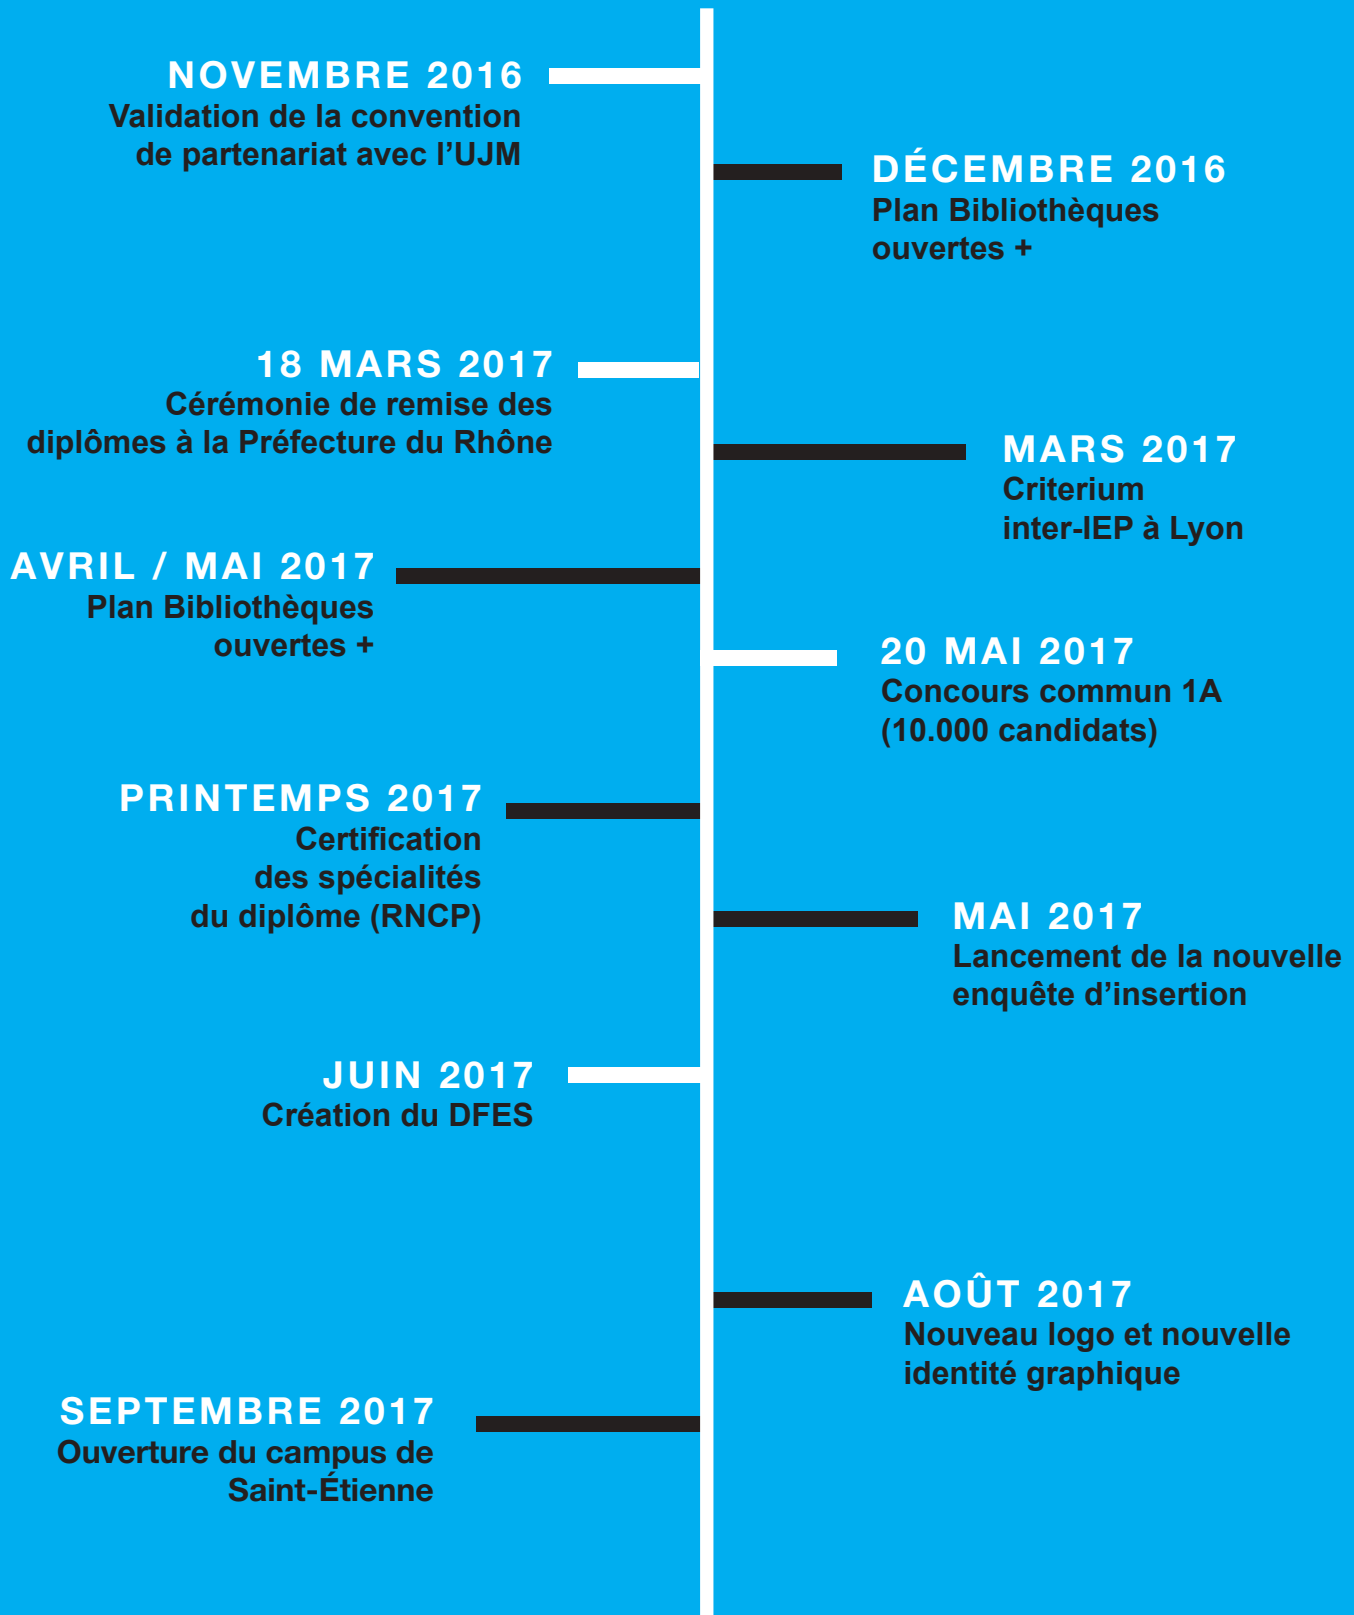 NOVEMBRE 2016
Validation de la convention
de partenariat avec l’UJM
DÉCEMBRE 2016
Plan Bibliothèques
ouvertes +
18 MARS 2017
Cérémonie de remise des
diplômes à la Préfecture du Rhône
MARS 2017
Criterium
inter-IEP à Lyon
AVRIL / MAI 2017
Plan Bibliothèques
ouvertes +
20 MAI 2017
Concours commun 1A
(10.000 candidats)
PRINTEMPS 2017
Certification
des spécialités
du diplôme (RNCP)
MAI 2017
Lancement de la nouvelle
enquête d’insertion
JUIN 2017
Création du DFES
AOÛT 2017
Nouveau logo et nouvelle
identité graphique
SEPTEMBRE 2017
Ouverture du campus de
Saint-Étienne